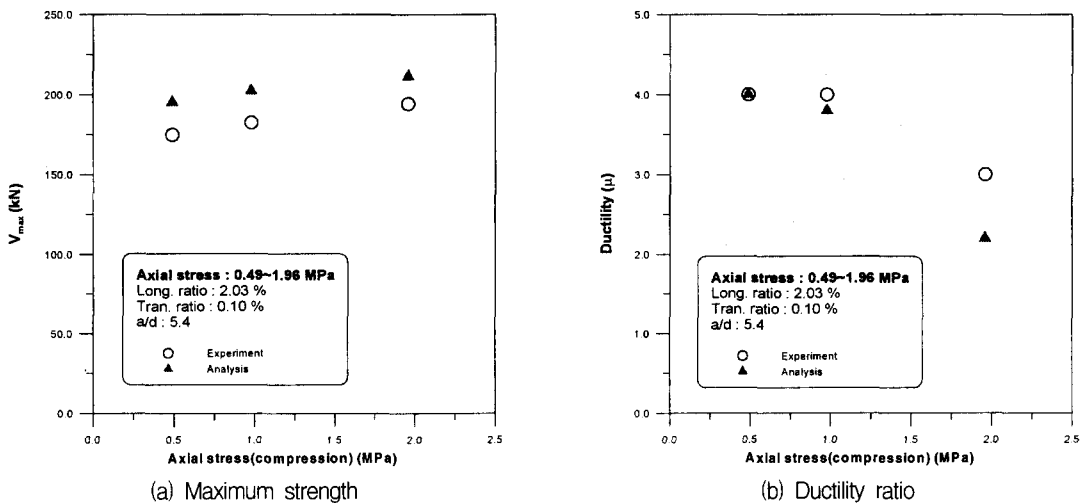 250.0
200.0
150.0
100.0
50.0
0.0
V_max (kN)
Axial stress : 0.49~1.96 MPa
Long. ratio : 2.03 %
Tran. ratio : 0.10 %
a/d : 5.4
Experiment
Analysis
0.0 0.5 1.0 1.5 2.0 2.5
Axial stress(compression) (MPa)
(a) Maximum strength
5.0
4.0
3.0
2.0
1.0
0.0
Ductility (μ)
Axial stress : 0.49~1.96 MPa
Long. ratio : 2.03 %
Tran. ratio : 0.10 %
a/d : 5.4
Experiment
Analysis
0.0 0.5 1.0 1.5 2.0 2.5
Axial stress(compression) (MPa)
(b) Ductility ratio